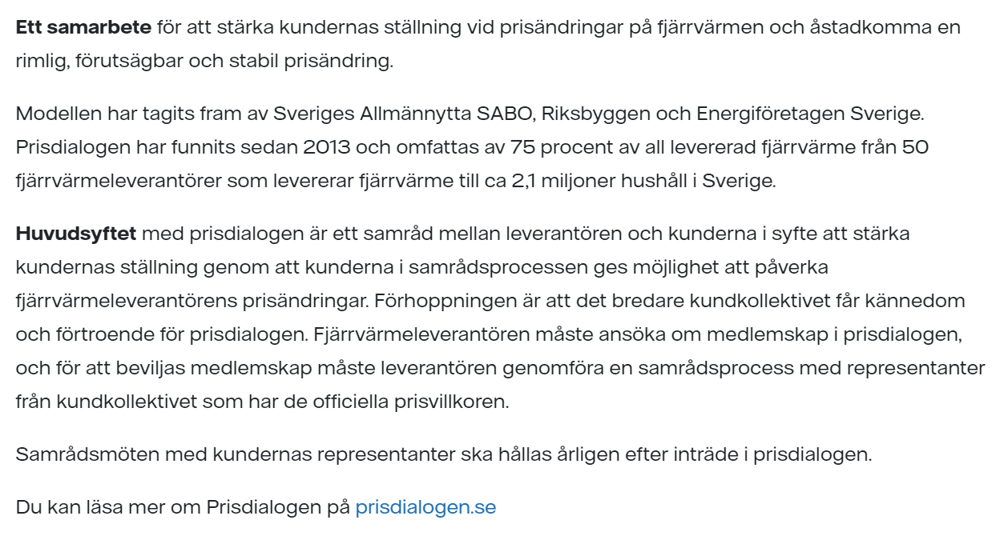 Ett samarbete för att stärka kundernas ställning vid prisändringar på fjärrvärmen och åstadkomma en
rimlig, förutsägbar och stabil prisändring.
Modellen har tagits fram av Sveriges Allmännytta SABO, Riksbyggen och Energiföretagen Sverige.
Prisdialogen har funnits sedan 2013 och omfattas av 75 procent av all levererad fjärrvärme från 50
fjärrvärmeleverantörer som levererar fjärrvärme till ca 2,1 miljoner hushåll i Sverige.
Huvudsyftet med prisdialogen är ett samråd mellan leverantören och kunderna i syfte att stärka
kundernas ställning genom att kunderna i samrådsprocessen ges möjlighet att påverka
fjärrvärmeleverantörens prisändringar. Förhoppningen är att det bredare kundkollektivet får kännedom
och förtroende för prisdialogen. Fjärrvärmeleverantören måste ansöka om medlemskap i prisdialogen,
och för att beviljas medlemskap måste leverantören genomföra en samrådsprocess med representanter
från kundkollektivet som har de officiella prisvillkoren.
Samrådsmöten med kundernas representanter ska hållas årligen efter inträde i prisdialogen.
Du kan läsa mer om Prisdialogen på prisdialogen.se